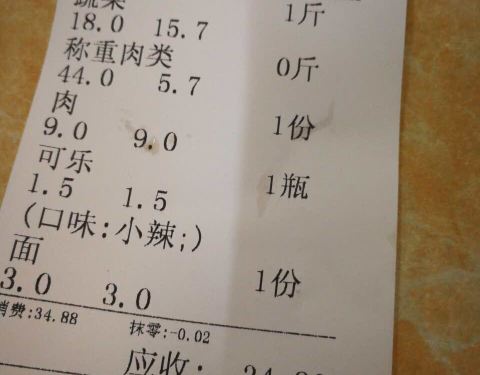 蔬菜 1斤
18.0 15.7
称重肉类 0斤
44.0 5.7
肉 1份
9.0 9.0
可乐 1瓶
1.5 1.5
(口味:小辣;)
面 1份
3.0 3.0
消费:34.88 抹零:-0.02
应收: